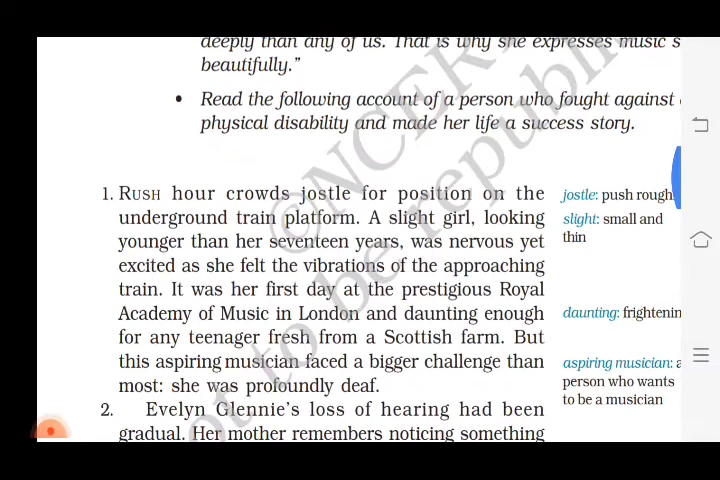 deeply than any of us. That is why she expresses music s
beautifully."
• Read the following account of a person who fought against
physical disability and made her life a success story.
1. RUSH hour crowds jostle for position on the
underground train platform. A slight girl, looking
younger than her seventeen years, was nervous yet
excited as she felt the vibrations of the approaching
train. It was her first day at the prestigious Royal
Academy of Music in London and daunting enough
for any teenager fresh from a Scottish farm. But
this aspiring musician faced a bigger challenge than
most: she was profoundly deaf.
2. Evelyn Glennie's loss of hearing had been
gradual. Her mother remembers noticing something
jostle: push rough
slight: small and
thin
daunting: frightenin
aspiring musician: a
person who wants
to be a musician
©NCERT
not to be republi